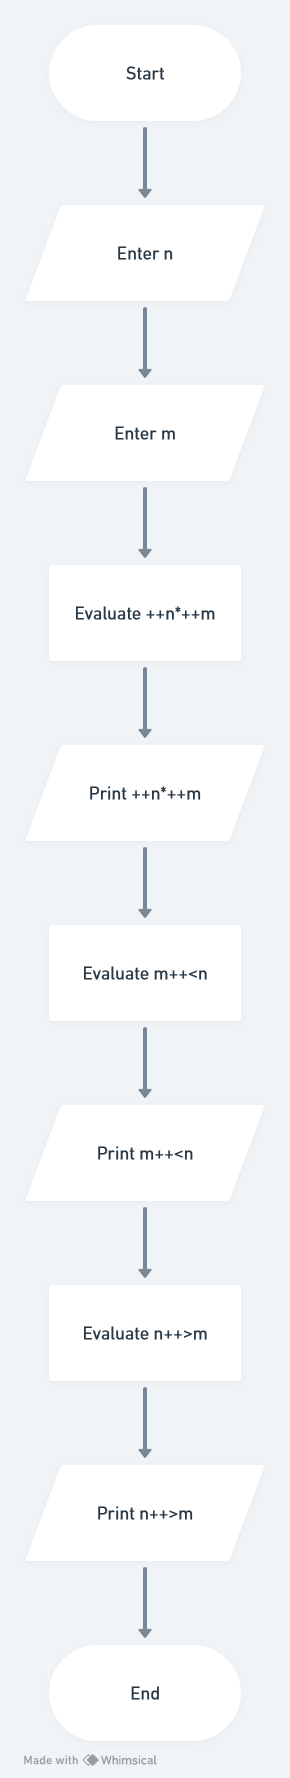 Start
Enter n
Enter m
Evaluate ++n*++m
Print ++n*++m
Evaluate m++<n
Print m++<n
Evaluate n++>m
Print n++>m
End
Made with Whimsical